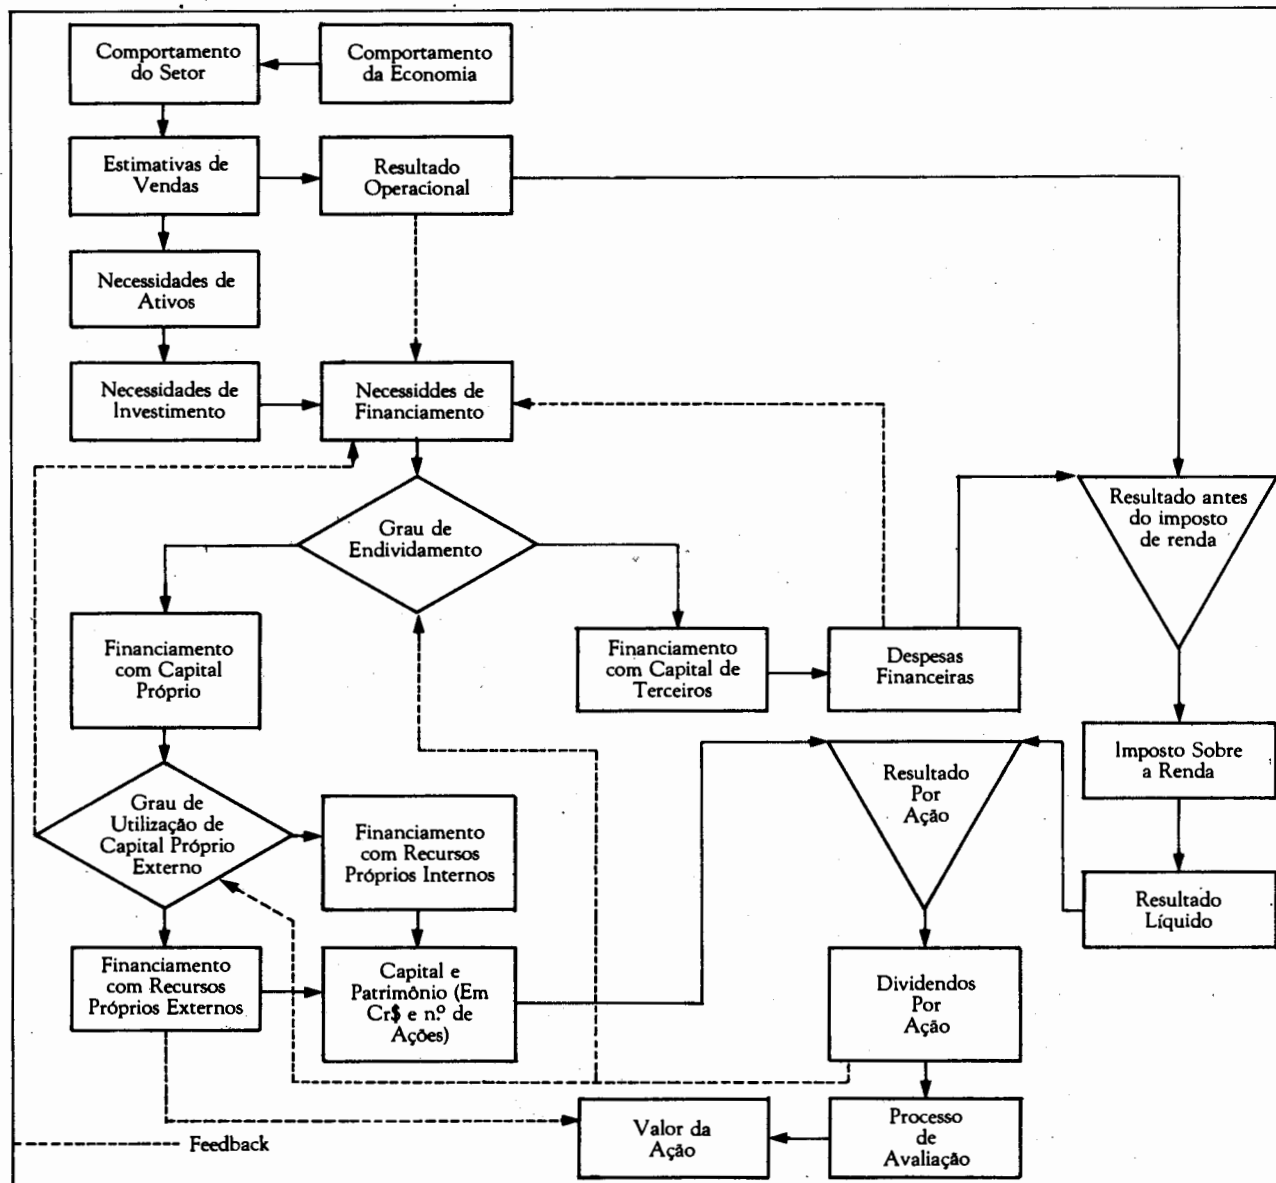 Comportamento
do Setor
Comportamento
da Economia
Estimativas de
Vendas
Resultado
Operacional
Necessidades de
Ativos
Necessidades de
Investimento
Necessiddes de
Financiamento
Grau de
Endividamento
Resultado antes
do imposto
de renda
Financiamento
com Capital
Próprio
Financiamento
com Capital de
Terceiros
Despesas
Financeiras
Imposto Sobre
a Renda
Resultado
Por
Ação
Grau de
Utilização de
Capital Próprio
Externo
Financiamento
com Recursos
Próprios Internos
Resultado
Líquido
Financiamento
com Recursos
Próprios Externos
Capital e
Patrimônio (Em
Cr$ e n.º de
Ações)
Dividendos
Por
Ação
Valor da
Ação
Processo
de
Avaliação
Feedback